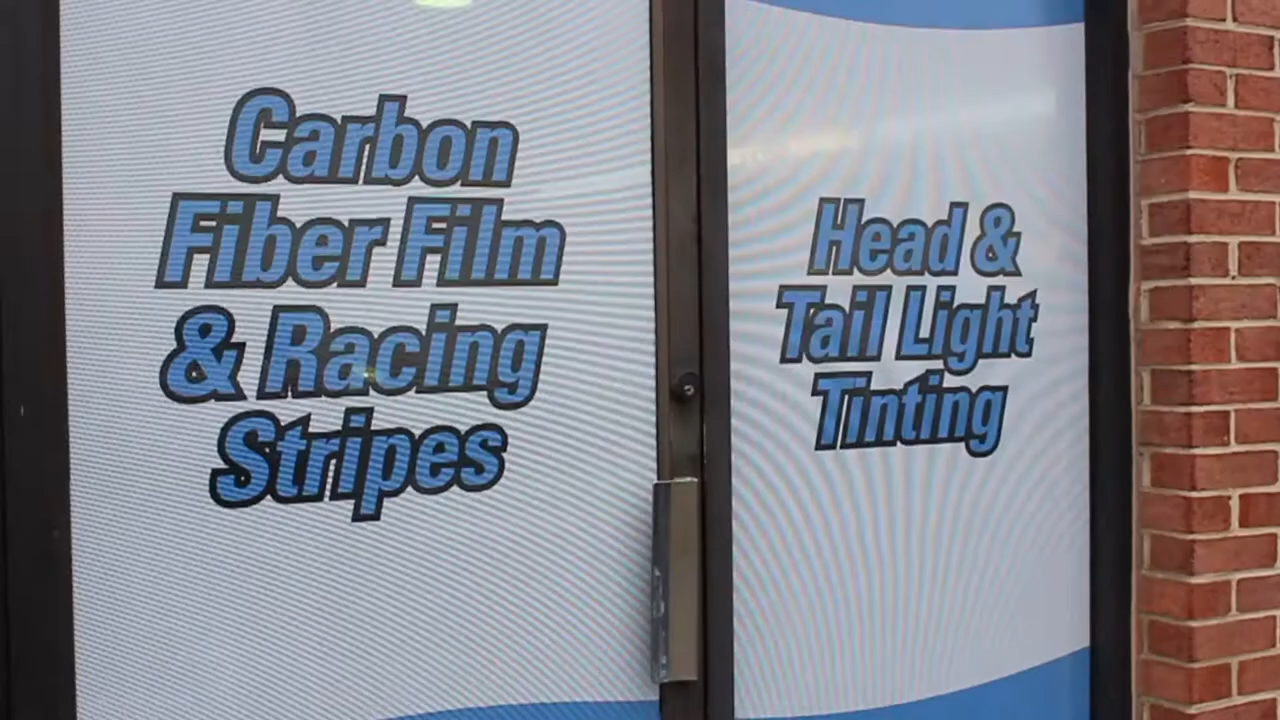 Carbon
Fiber Film
& Racing
Stripes
Head &
Tail Light
Tinting